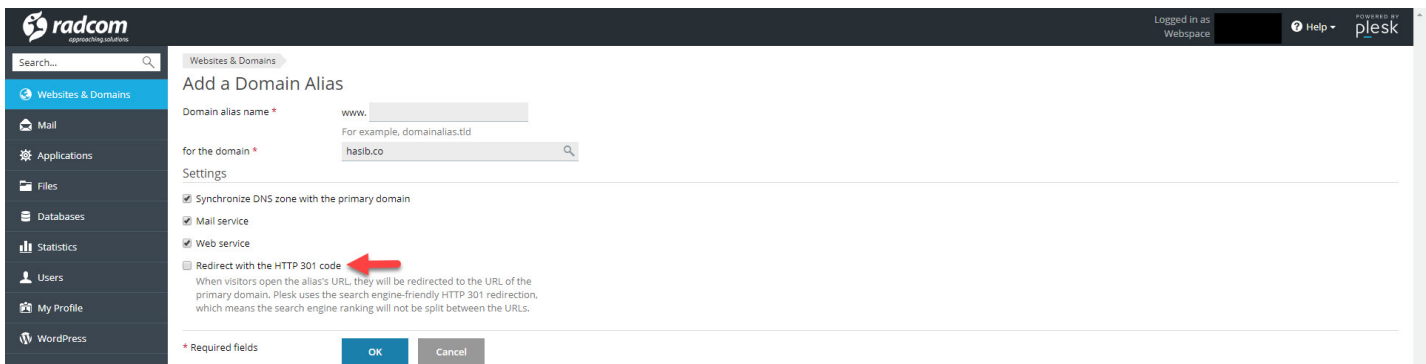 radcom
approaching.solutions.
Logged in as
Webspace
Help
POWERED BY
plesk
Search...
Websites & Domains
Mail
Applications
Files
Databases
Statistics
Users
My Profile
WordPress
Websites & Domains
Add a Domain Alias
Domain alias name * www.
For example, domainalias.tld
for the domain * hasib.co
Settings
Synchronize DNS zone with the primary domain
Mail service
Web service
Redirect with the HTTP 301 code
When visitors open the alias's URL, they will be redirected to the URL of the
primary domain. Plesk uses the search engine-friendly HTTP 301 redirection,
which means the search engine ranking will not be split between the URLs.
* Required fields
OK Cancel